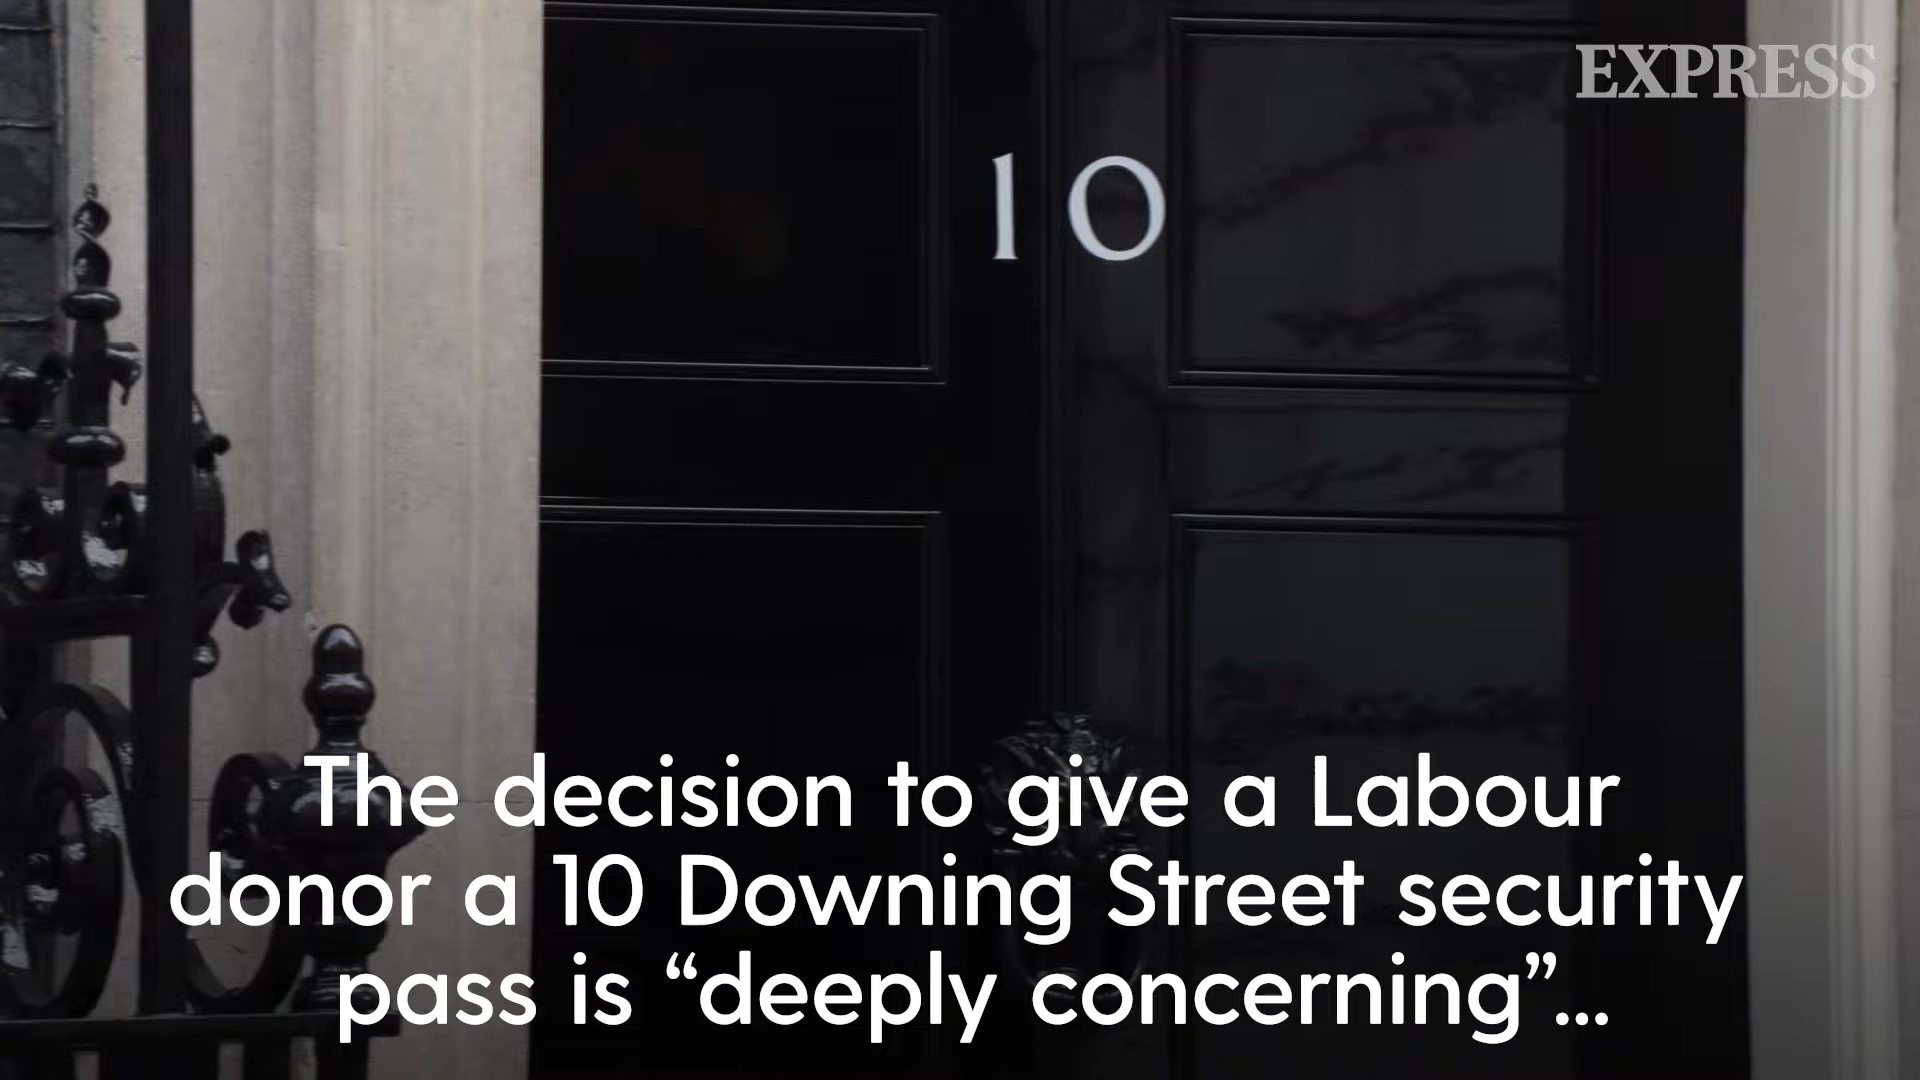 EXPRESS
10
The decision to give a Labour
donor a 10 Downing Street security
pass is “deeply concerning”...